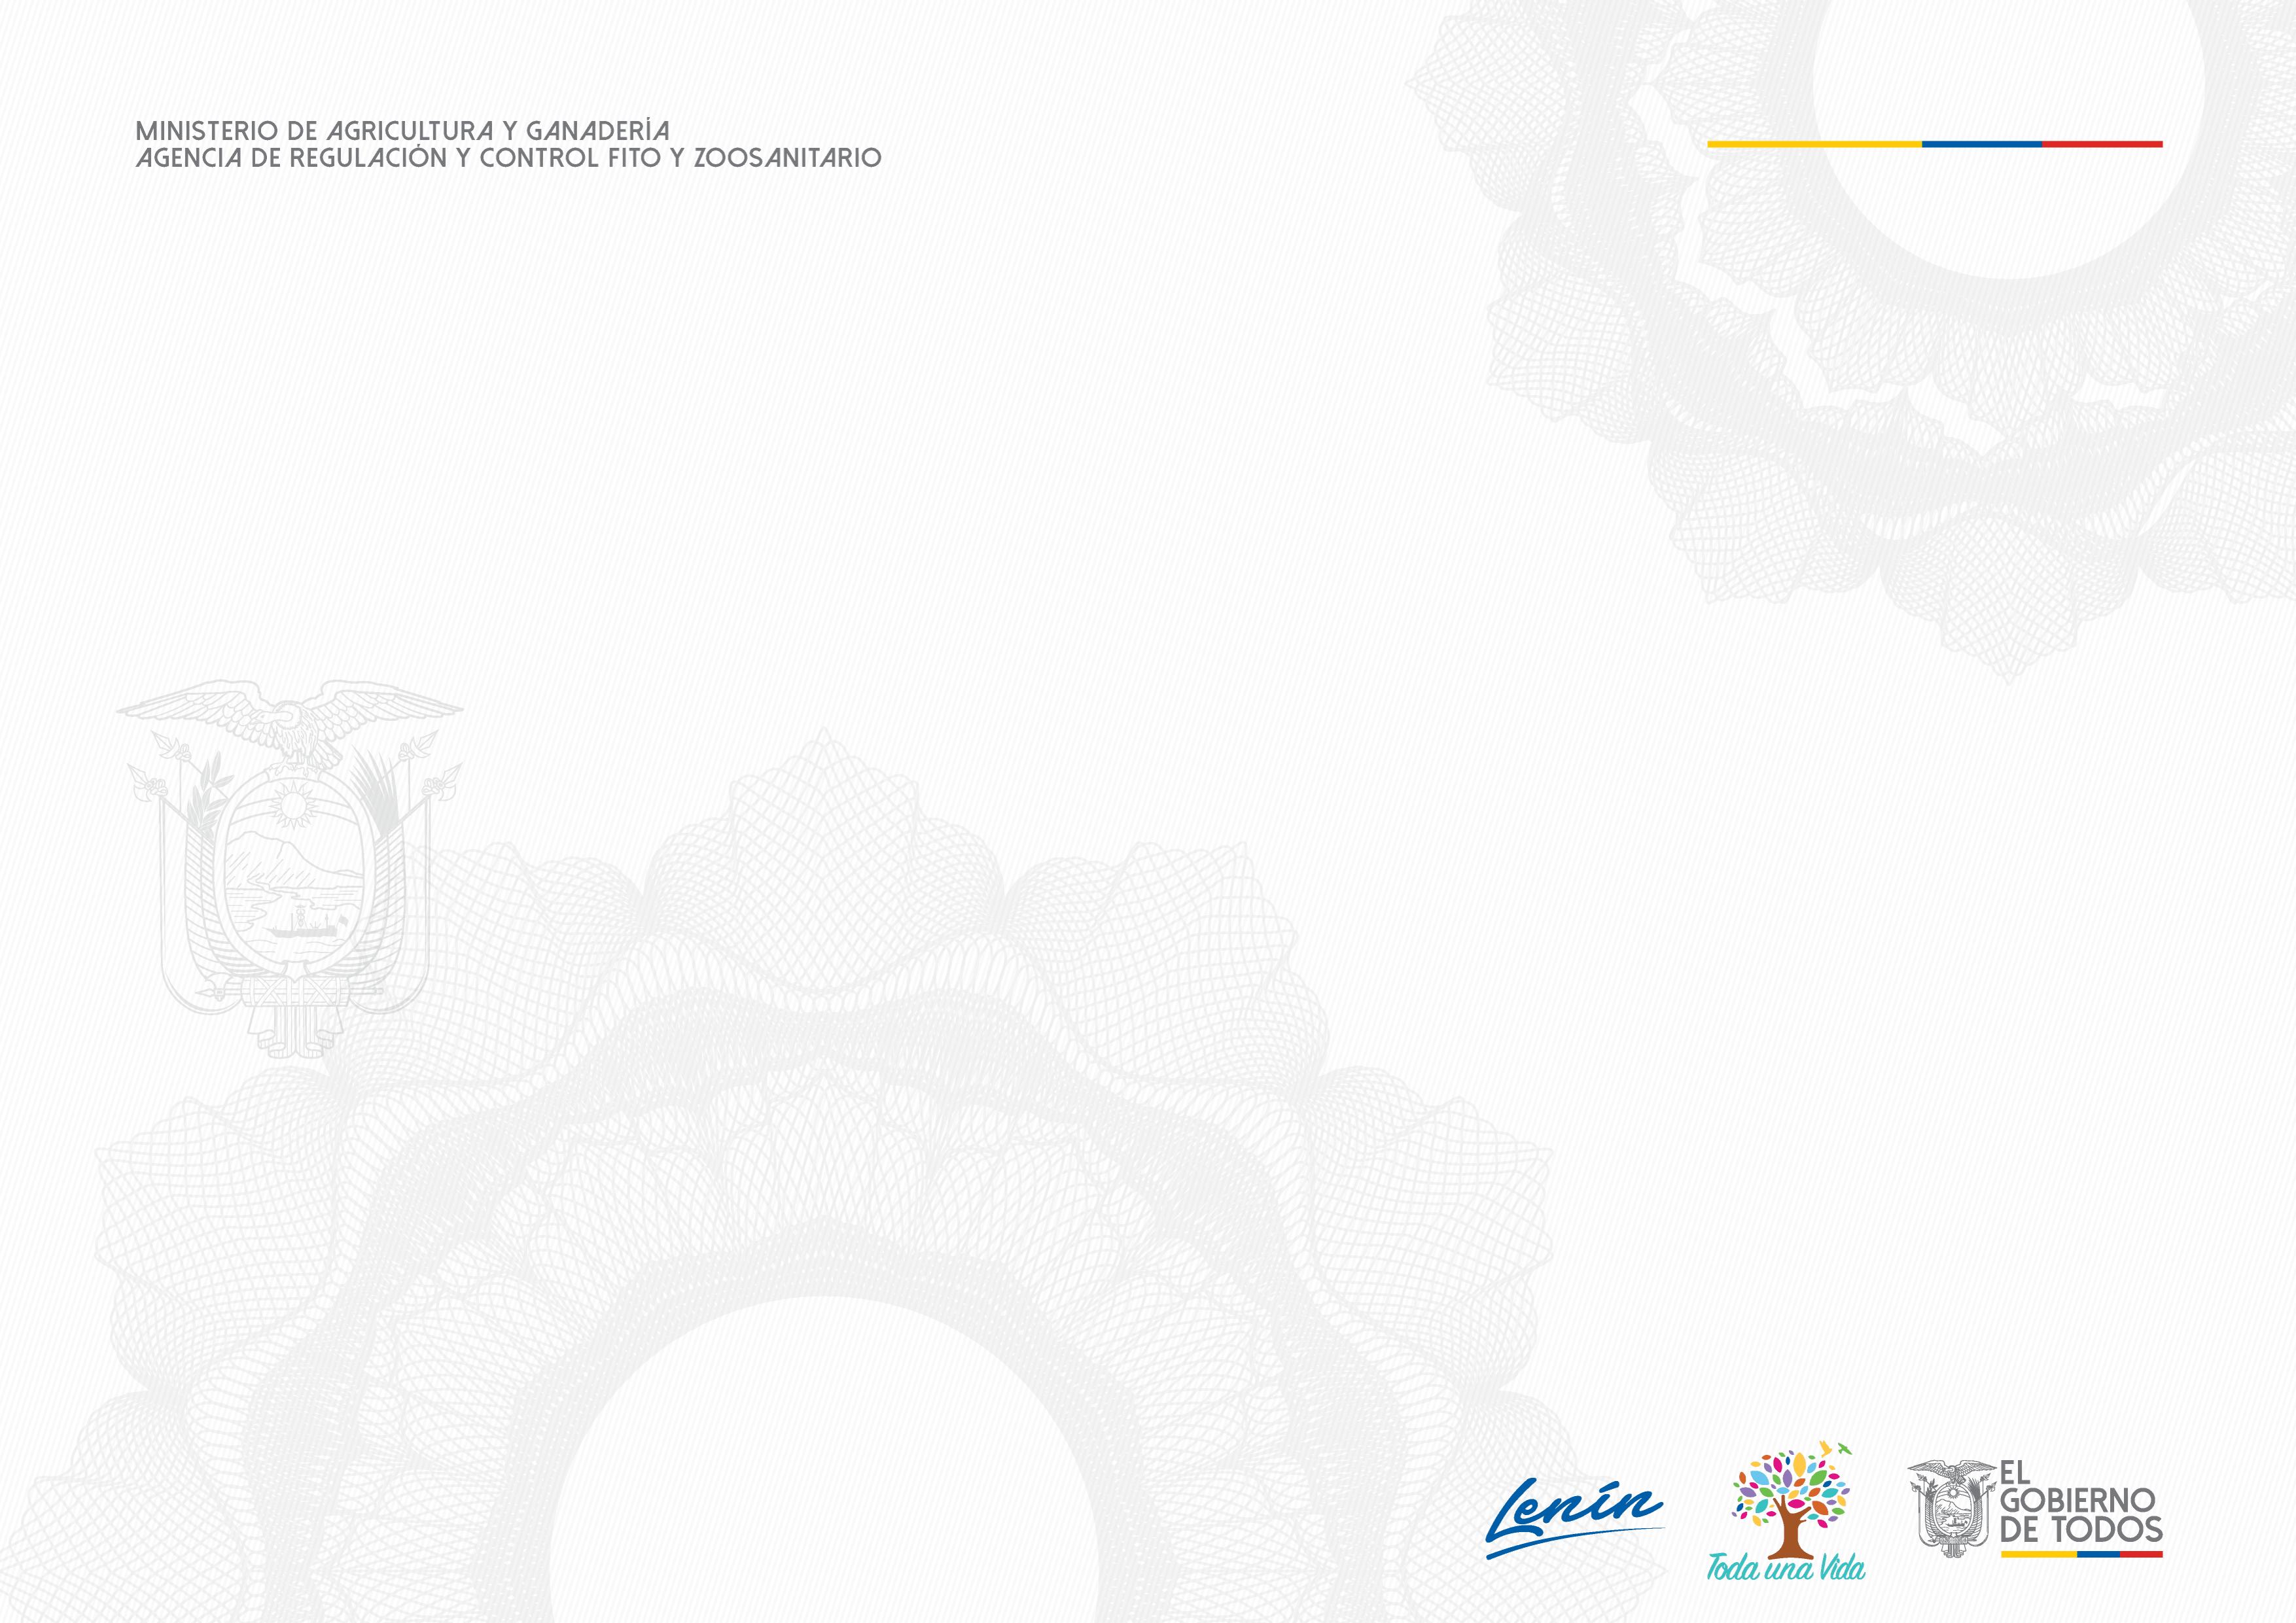 MINISTERIO DE AGRICULTURA Y GANADERÍA
AGENCIA DE REGULACIÓN Y CONTROL FITO Y ZOOSANITARIO
Lenín
Toda una Vida
EL
GOBIERNO
DE TODOS